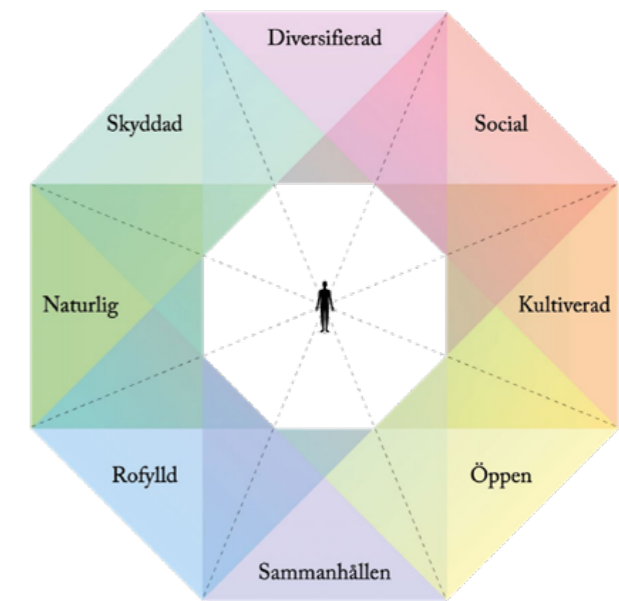 Diversifierad
Skyddad
Social
Naturlig
Kultiverad
Rofylld
Öppen
Sammanhållen